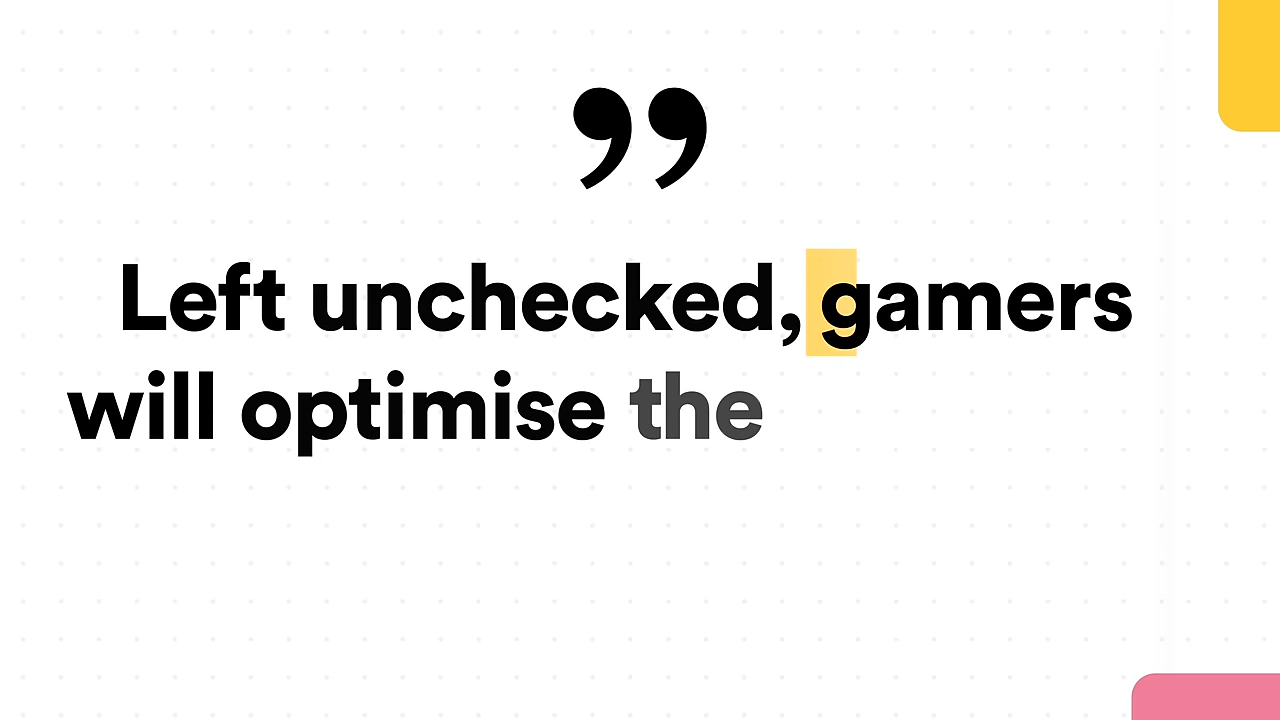 ”
Left unchecked, gamers
will optimise the